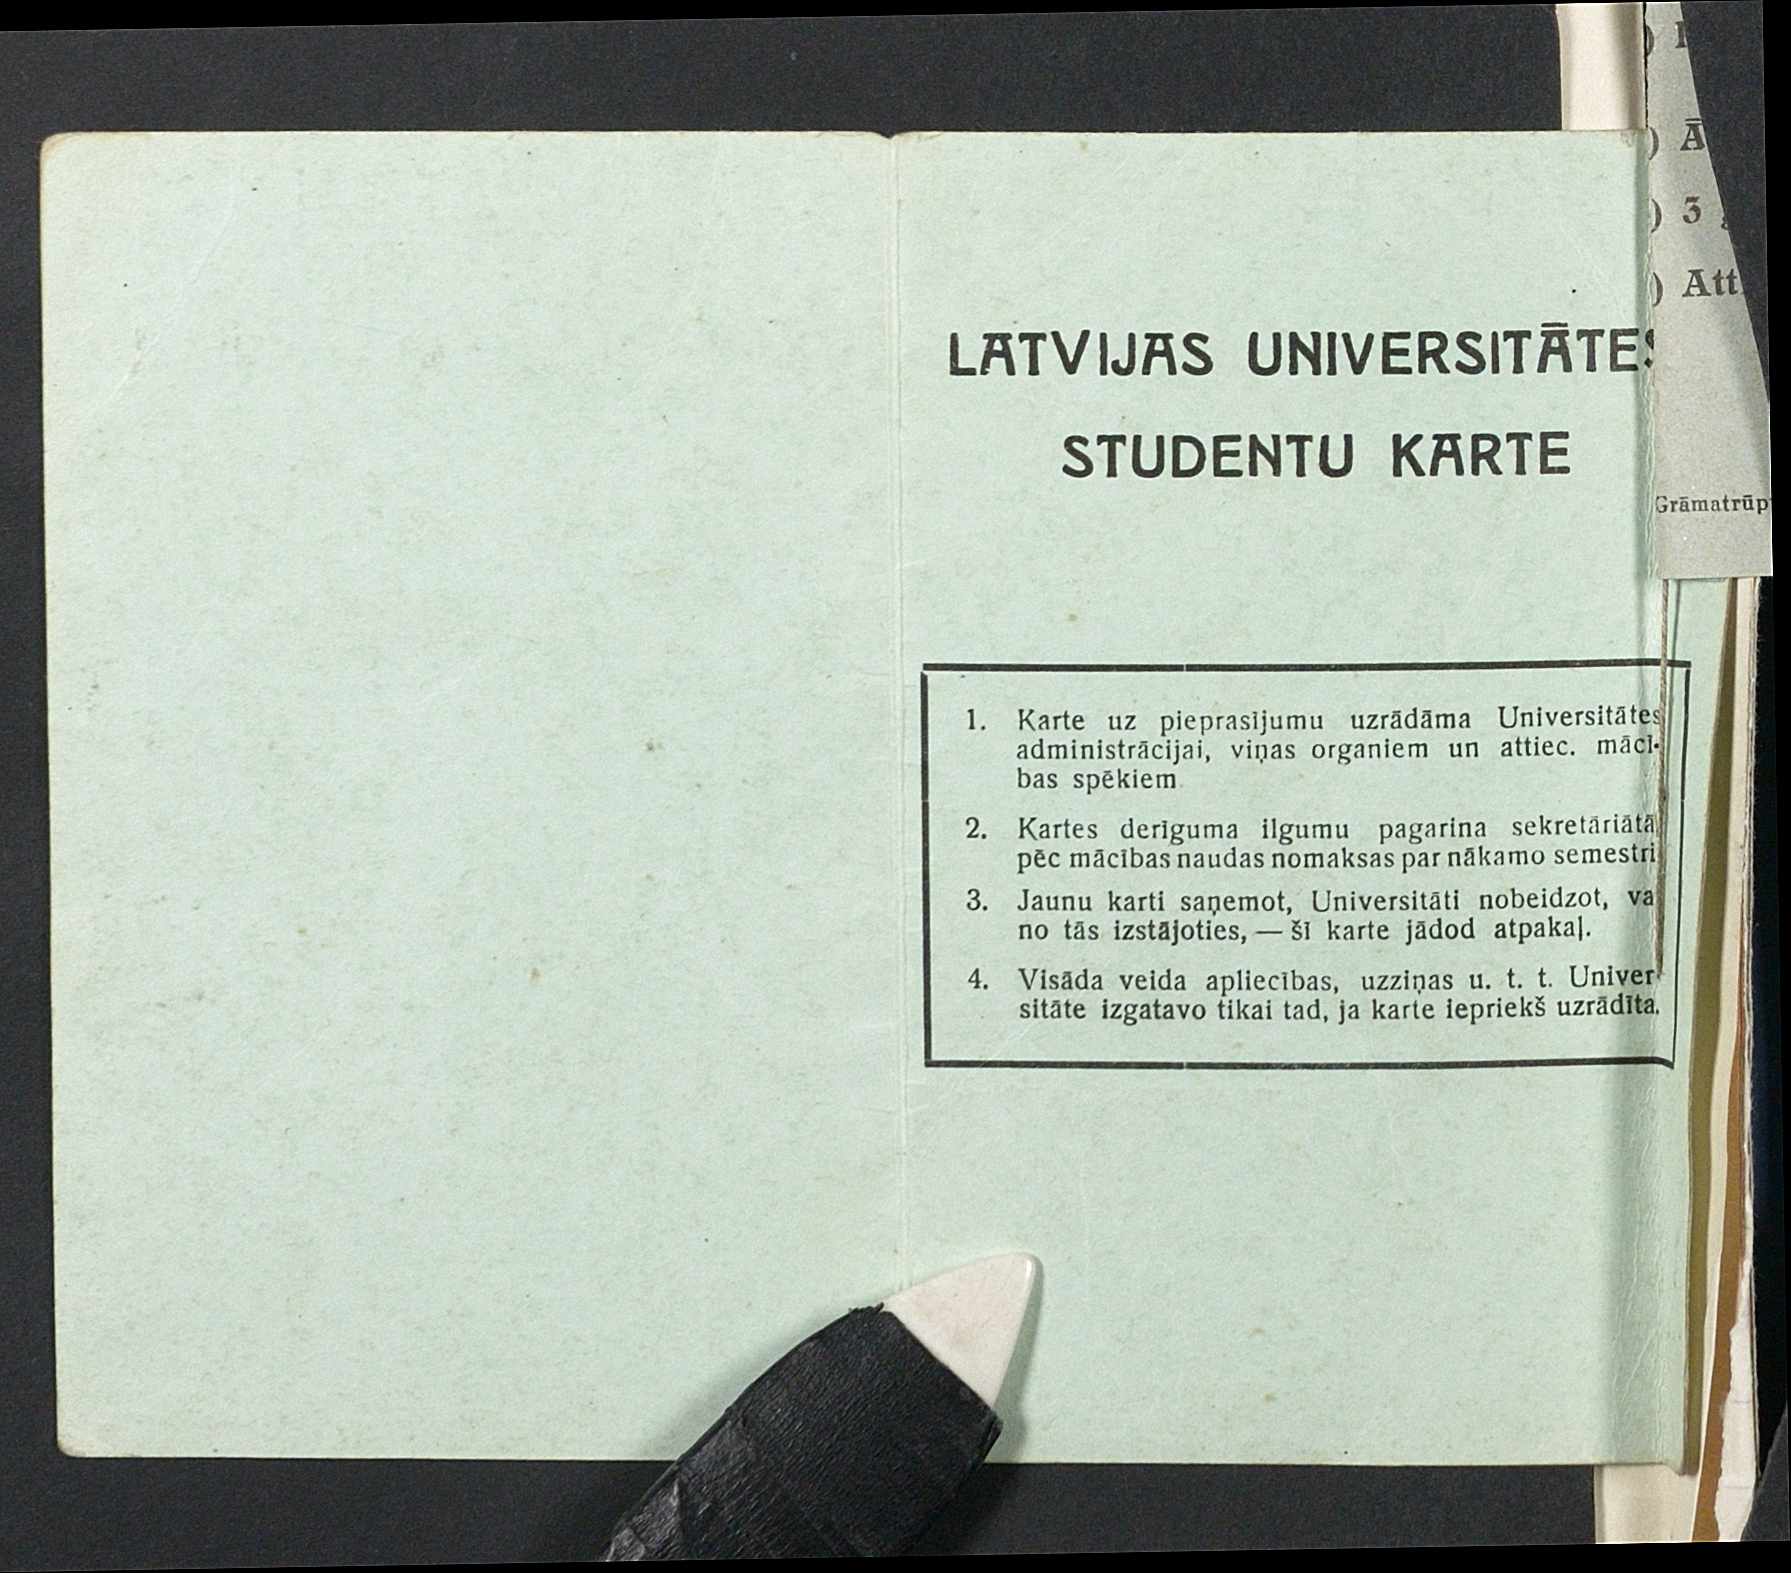 LATVIJAS UNIVERSITĀTES
STUDENTU KARTE
1. Karte uz pieprasījumu uzrādāma Universitātes
administrācijai, viņas organiem un attiec. mācī-
bas spēkiem
2. Kartes derīguma ilgumu pagarina sekretāriātā
pēc mācības naudas nomaksas par nākamo semestri
3. Jaunu karti saņemot, Universitāti nobeidzot, va
no tās izstājoties, — šī karte jādod atpakaļ.
4. Visāda veida apliecības, uzziņas u. t. t. Univer-
sitāte izgatavo tikai tad, ja karte iepriekš uzrādīta.
) Ā
) 3
) Att
Grāmatrūp